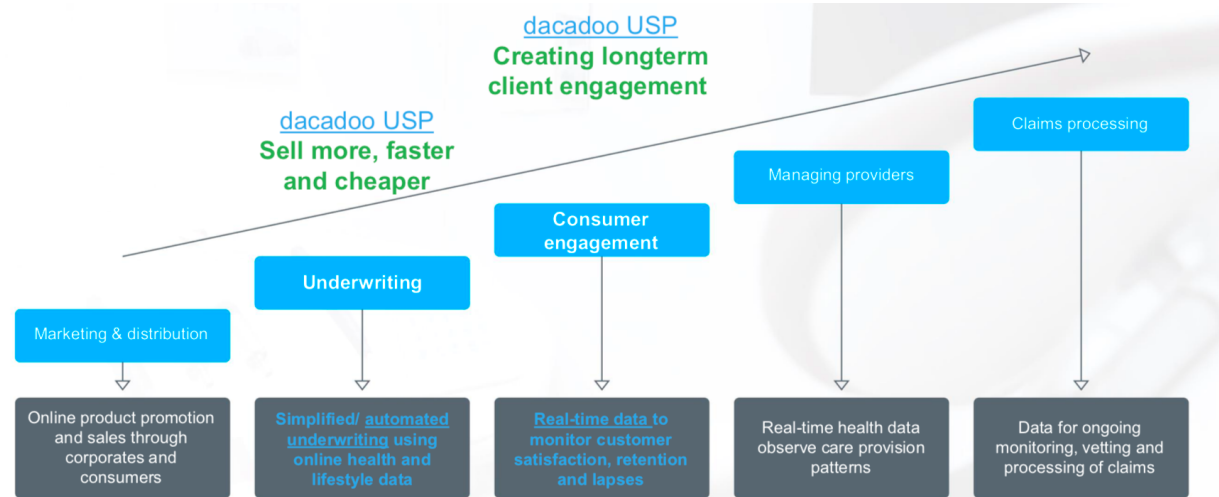 dacadoo USP
Creating longterm
client engagement
dacadoo USP
Sell more, faster
and cheaper
Claims processing
Managing providers
Consumer
engagement
Underwriting
Marketing & distribution
Online product promotion
and sales through
corporates and
consumers
Simplified/ automated
underwriting using
online health and
lifestyle data
Real-time data to
monitor customer
satisfaction, retention
and lapses
Real-time health data
observe care provision
patterns
Data for ongoing
monitoring, vetting and
processing of claims